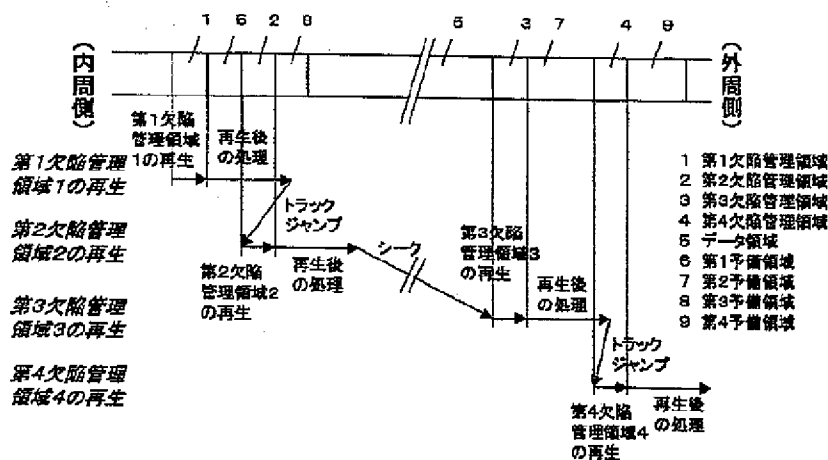 1 6 2 8 5 3 7 4 9
(内周側)
(外周側)
第1欠陥
管理領域
1の再生
再生後
の処理
第1欠陥管理
領域1の再生
トラック
ジャンプ
第2欠陥管理
領域2の再生
第2欠陥
管理領域2
の再生
再生後
の処理
シーク
第3欠陥
管理領域3
の再生
再生後
の処理
第3欠陥管理
領域3の再生
トラック
ジャンプ
第4欠陥管理
領域4の再生
第4欠陥
管理領域4
の再生
再生後
の処理
1 第1欠陥管理領域
2 第2欠陥管理領域
3 第3欠陥管理領域
4 第4欠陥管理領域
5 データ領域
6 第1予備領域
7 第2予備領域
8 第3予備領域
9 第4予備領域